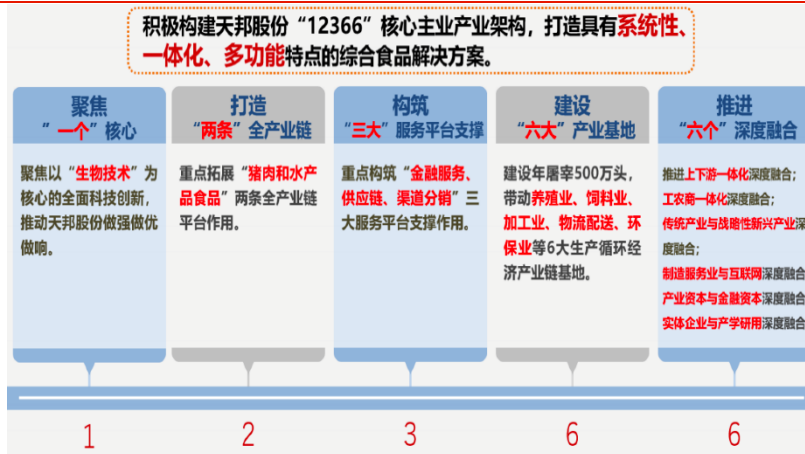 积极构建天邦股份“12366”核心主业产业架构，打造具有系统性、
一体化、多功能特点的综合食品解决方案。
聚焦
”一个”核心
聚焦以“生物技术”为
核心的全面科技创新，
推动天邦股份做强做优
做响。
打造
“两条”全产业链
重点拓展“猪肉和水产
品食品”两条全产业链
平台作用。
构筑
“三大”服务平台支撑
重点构筑“金融服务、
供应链、渠道分销”三
大服务平台支撑作用。
建设
“六大”产业基地
建设年屠宰500万头，
带动养殖业、饲料业、
加工业、物流配送、环
保业等6大生产循环经
济产业链基地。
推进
“六个”深度融合
推进上下游一体化深度融合；
工农商一体化深度融合；
传统产业与战略性新兴产业深
度融合；
制造服务业与互联网深度融合
产业资本与金融资本深度融合
实体企业与产学研用深度融合
1
2
3
6
6